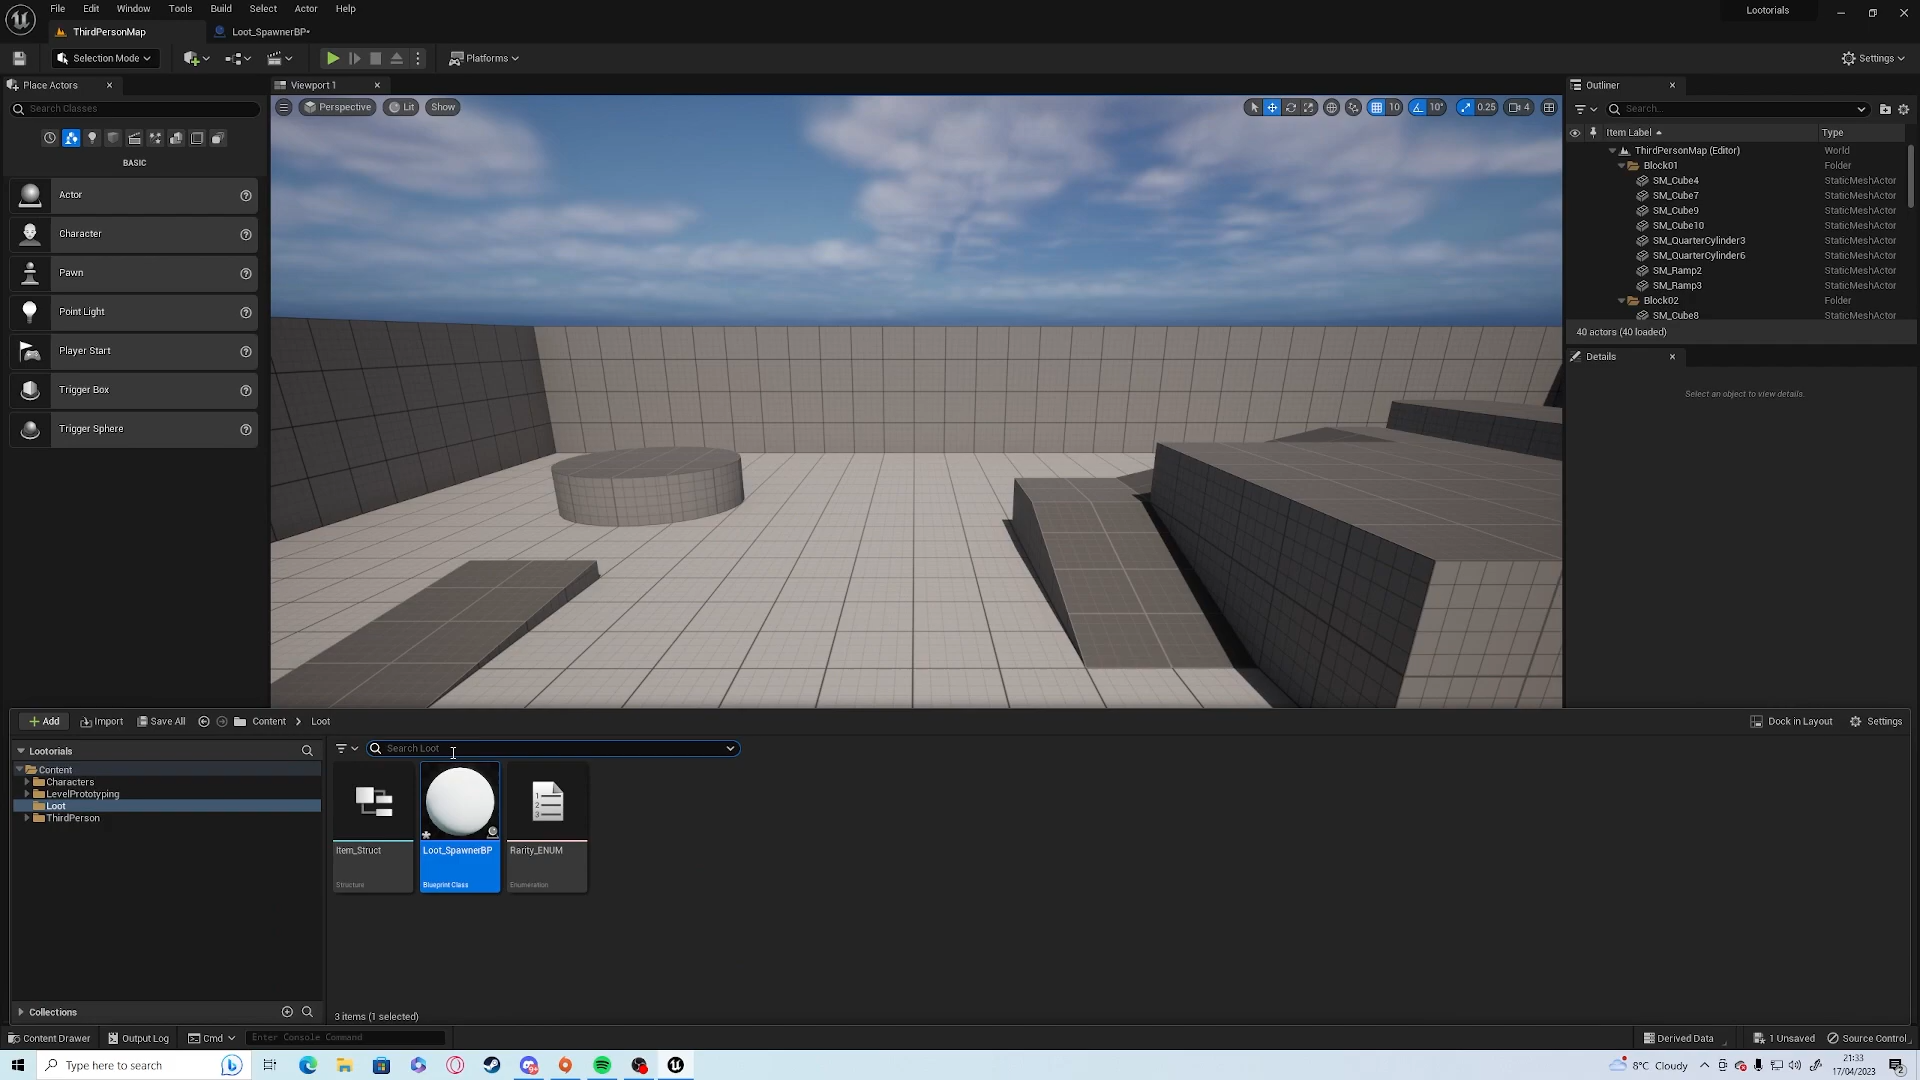 File Edit Window Tools Build Select Actor Help
Lootorials
ThirdPersonMap
Loot_SpawnerBP•
Selection Mode
Platforms
Settings
Place Actors
Viewport 1
Outliner
Search Classes
Perspective
Lit
Show
10
10°
0.25
4
Search...
Item Label
Type
BASIC
ThirdPersonMap (Editor) World
Block01 Folder
SM_Cube4 StaticMeshActor
SM_Cube7 StaticMeshActor
SM_Cube9 StaticMeshActor
SM_Cube10 StaticMeshActor
SM_QuarterCylinder3 StaticMeshActor
SM_QuarterCylinder6 StaticMeshActor
SM_Ramp2 StaticMeshActor
SM_Ramp3 StaticMeshActor
Block02 Folder
SM_Cube8 StaticMeshActor
40 actors (40 loaded)
Actor
Character
Pawn
Point Light
Player Start
Trigger Box
Trigger Sphere
Details
Select an object to view details.
Add
Import
Save All
Content
Loot
Dock in Layout
Settings
Lootorials
Search Loot
Content
Characters
LevelPrototyping
Loot
ThirdPerson
Item_Struct
Structure
Loot_SpawnerBP
Blueprint Class
Rarity_ENUM
Enumeration
Collections
3 items (1 selected)
Content Drawer
Output Log
Cmd
Enter Console Command
Derived Data
1 Unsaved
Source Control
Type here to search
8°C Cloudy
21:33
17/04/2023